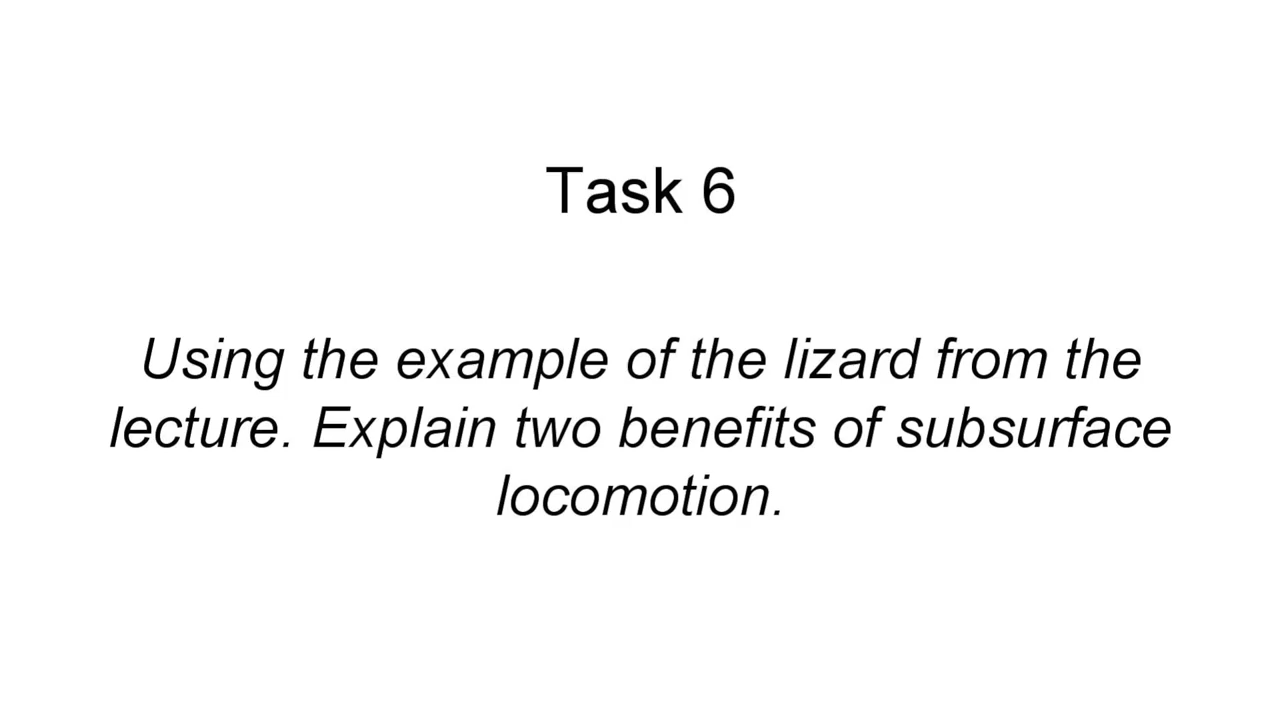 Task 6
Using the example of the lizard from the
lecture. Explain two benefits of subsurface
locomotion.